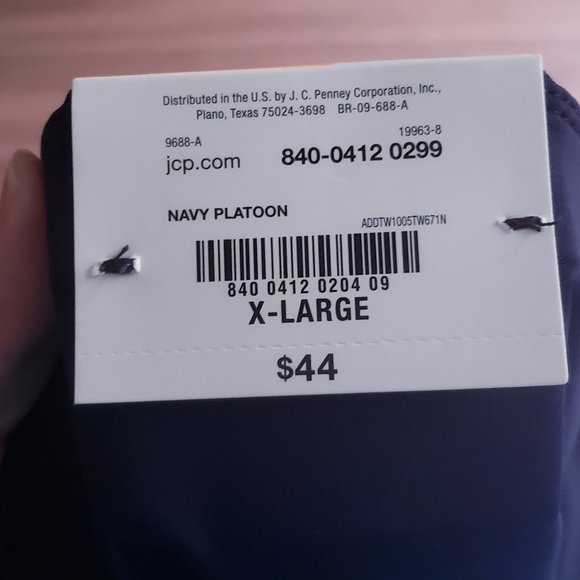 Distributed in the U.S. by J. C. Penney Corporation, Inc.,
Plano, Texas 75024-3698 BR-09-688-A
9688-A 19963-8
jcp.com 840-0412 0299
NAVY PLATOON
ADDTW1005TW671N
840 0412 0204 09
X-LARGE
$44